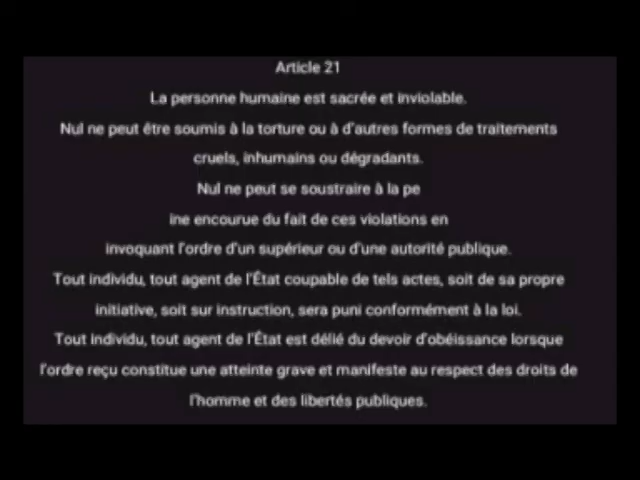 Article 21
La personne humaine est sacrée et inviolable.
Nul ne peut être soumis à la torture ou à d'autres formes de traitements
cruels, inhumains ou dégradants.
Nul ne peut se soustraire à la pe
ine encourue du fait de ces violations en
invoquant l'ordre d'un supérieur ou d'une autorité publique.
Tout individu, tout agent de l'État coupable de tels actes, soit de sa propre
initiative, soit sur instruction, sera puni conformément à la loi.
Tout individu, tout agent de l'État est délié du devoir d'obéissance lorsque
l'ordre reçu constitue une atteinte grave et manifeste au respect des droits de
l'homme et des libertés publiques.